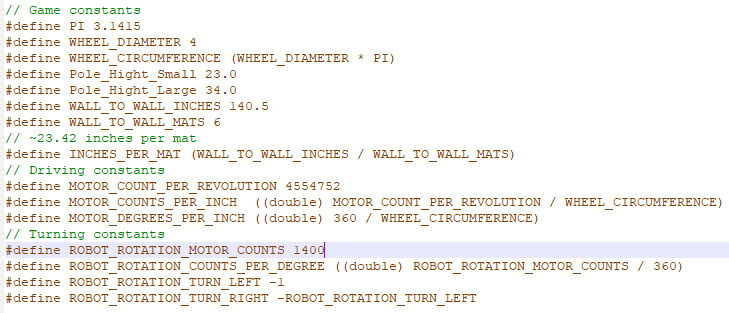 // Game constants
#define PI 3.1415
#define WHEEL_DIAMETER 4
#define WHEEL_CIRCUMFERENCE (WHEEL_DIAMETER * PI)
#define Pole_Hight_Small 23.0
#define Pole_Hight_Large 34.0
#define WALL_TO_WALL_INCHES 140.5
#define WALL_TO_WALL_MATS 6
// ~23.42 inches per mat
#define INCHES_PER_MAT (WALL_TO_WALL_INCHES / WALL_TO_WALL_MATS)
// Driving constants
#define MOTOR_COUNT_PER_REVOLUTION 4554752
#define MOTOR_COUNTS_PER_INCH  ((double) MOTOR_COUNT_PER_REVOLUTION / WHEEL_CIRCUMFERENCE)
#define MOTOR_DEGREES_PER_INCH ((double) 360 / WHEEL_CIRCUMFERENCE)
// Turning constants
#define ROBOT_ROTATION_MOTOR_COUNTS 1400
#define ROBOT_ROTATION_COUNTS_PER_DEGREE ((double) ROBOT_ROTATION_MOTOR_COUNTS / 360)
#define ROBOT_ROTATION_TURN_LEFT -1
#define ROBOT_ROTATION_TURN_RIGHT -ROBOT_ROTATION_TURN_LEFT